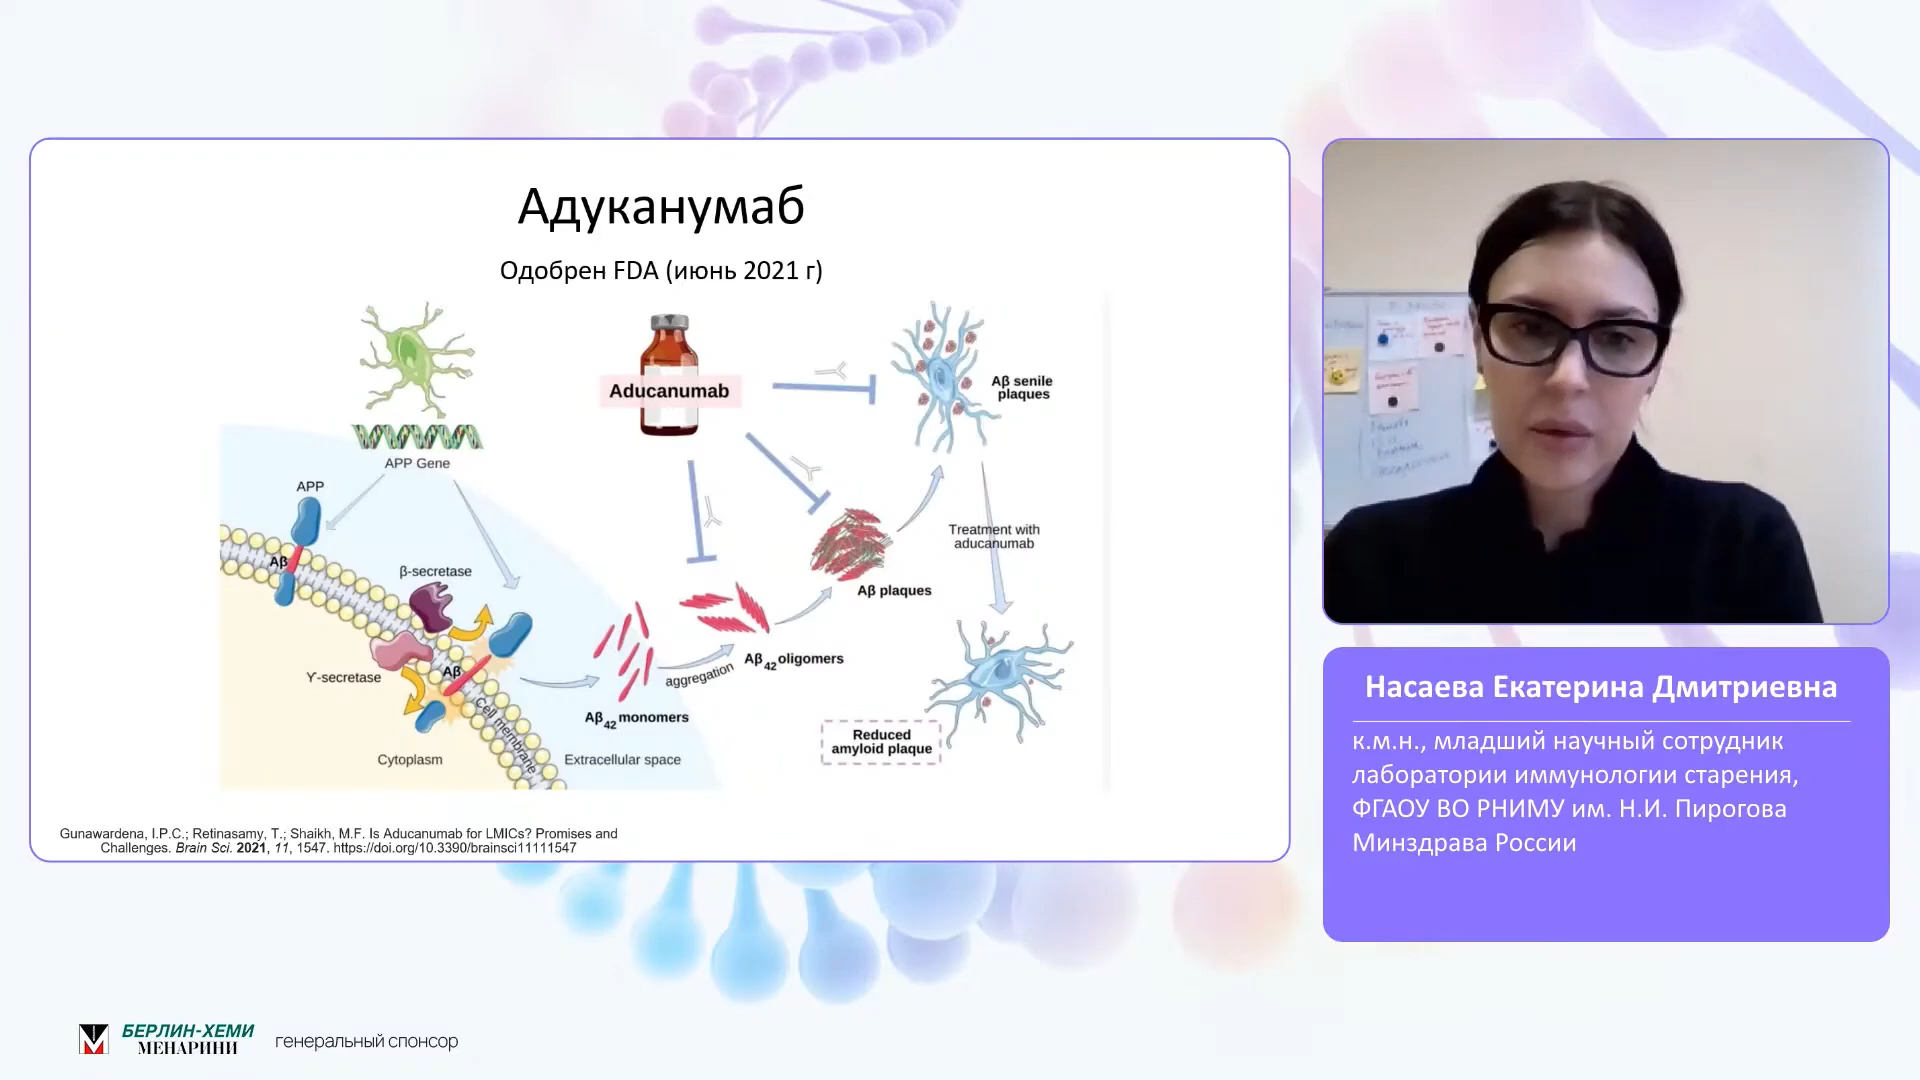 Адуканумаб
Одобрен FDA (июнь 2021 г)
Aducanumab
Aβ senile
plaques
APP Gene
APP
Aβ
β-secretase
Treatment with
aducanumab
Aβ plaques
Aβ42 oligomers
aggregation
Aβ
ϒ-secretase
Aβ42 monomers
Cell membrane
Reduced
amyloid plaque
Cytoplasm
Extracellular space
Gunawardena, I.P.C.; Retinasamy, T.; Shaikh, M.F. Is Aducanumab for LMICs? Promises and
Challenges. Brain Sci. 2021, 11, 1547. https://doi.org/10.3390/brainsci11111547
Насаева Екатерина Дмитриевна
к.м.н., младший научный сотрудник
лаборатории иммунологии старения,
ФГАОУ ВО РНИМУ им. Н.И. Пирогова
Минздрава России
БЕРЛИН-ХЕМИ
МЕНАРИНИ
генеральный спонсор